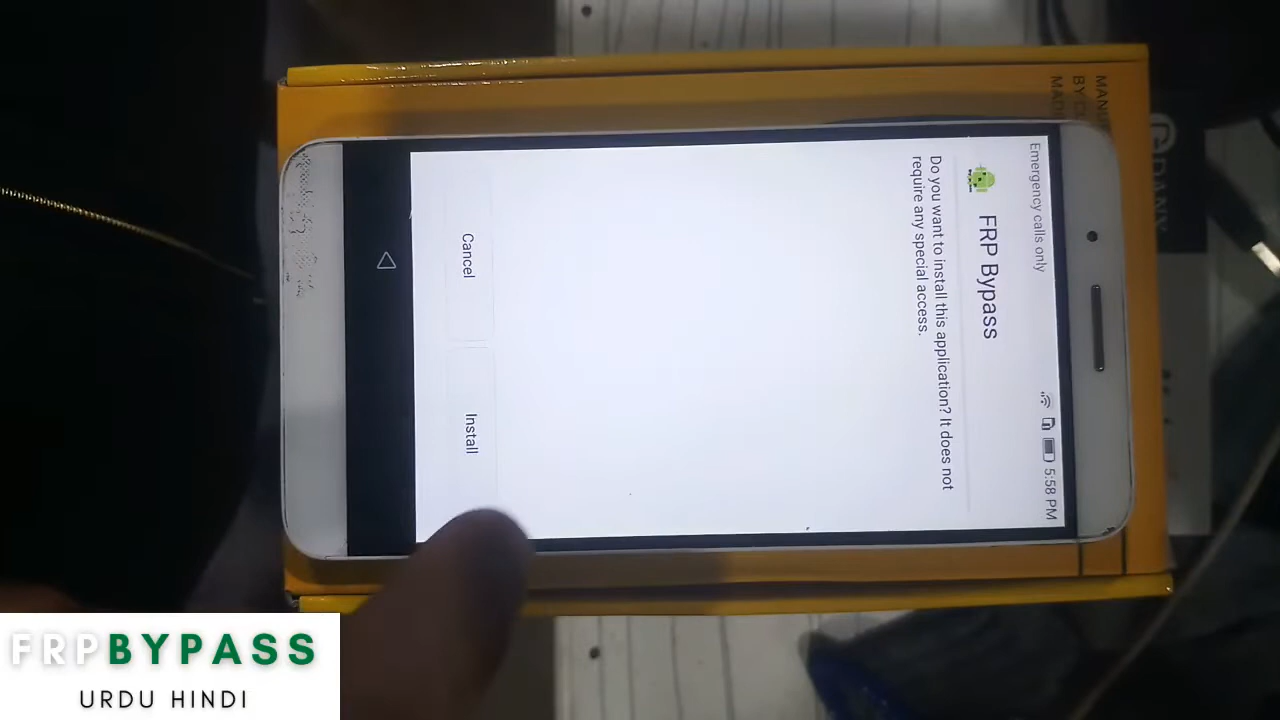 Emergency calls only
5:58 PM
FRP Bypass
Do you want to install this application? It does not
require any special access.
Cancel
Install
FRPBYPASS
URDU HINDI